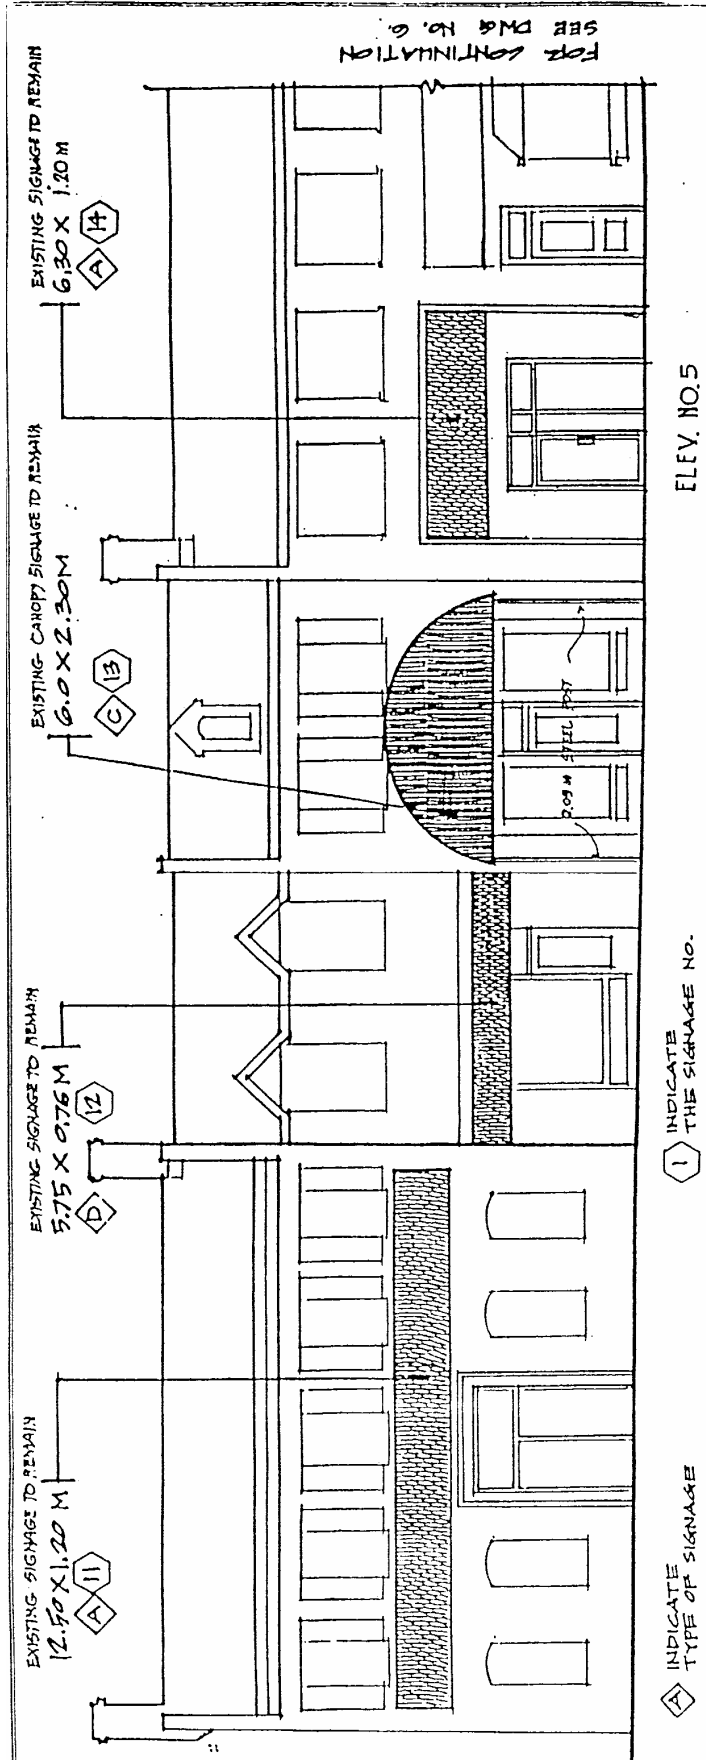 EXISTING SIGNAGE TO REMAIN
12.50 X 1.20 M
A 11
EXISTING SIGNAGE TO REMAIN
5.75 X 0.76 M
D 12
EXISTING CANOPY SIGNAGE TO REMAIN
6.0 X 2.30 M
C 13
EXISTING SIGNAGE TO REMAIN
6.30 X 1.20 m
A 14
FOR CONTINUATION
SEE DWG No. 6.
0.09 M STEEL POST
ELEV. NO.5
A INDICATE
TYPE OF SIGNAGE
1 INDICATE
THE SIGNAGE NO.